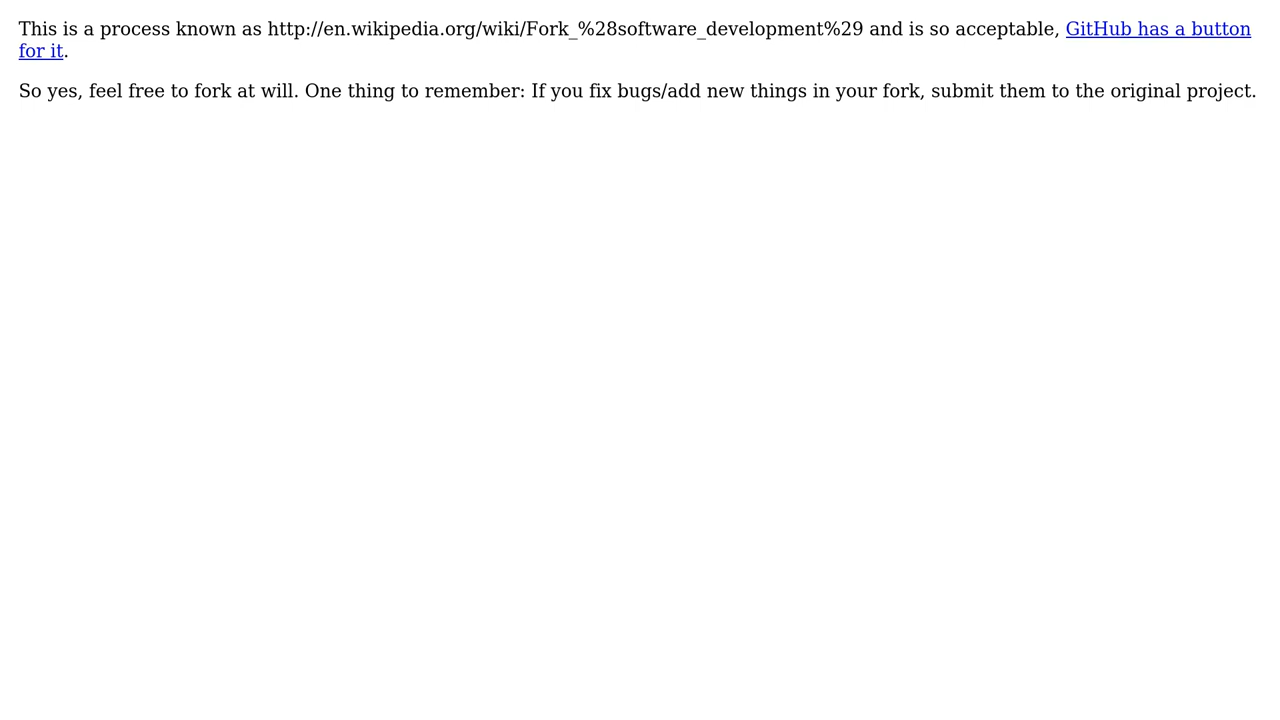 This is a process known as http://en.wikipedia.org/wiki/Fork_%28software_development%29 and is so acceptable, GitHub has a button
for it.
So yes, feel free to fork at will. One thing to remember: If you fix bugs/add new things in your fork, submit them to the original project.